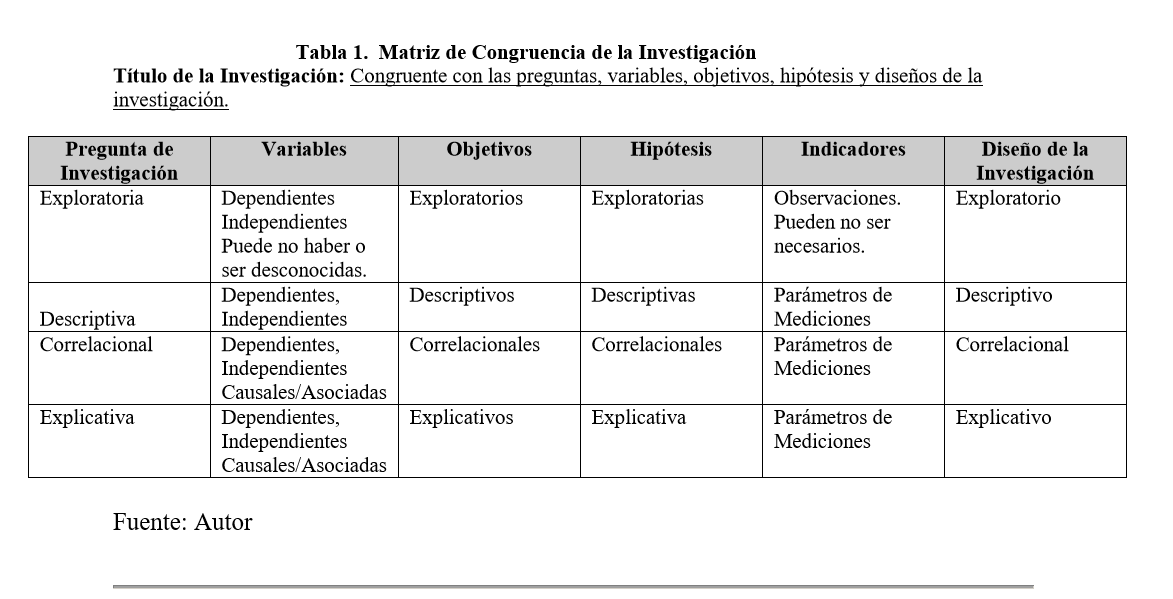 Tabla 1.  Matriz de Congruencia de la Investigación
Título de la Investigación: Congruente con las preguntas, variables, objetivos, hipótesis y diseños de la
investigación.
Pregunta de
Investigación
Variables
Objetivos
Hipótesis
Indicadores
Diseño de la
Investigación
Exploratoria
Dependientes
Independientes
Puede no haber o
ser desconocidas.
Exploratorios
Exploratorias
Observaciones.
Pueden no ser
necesarios.
Exploratorio
Descriptiva
Dependientes,
Independientes
Descriptivos
Descriptivas
Parámetros de
Mediciones
Descriptivo
Correlacional
Dependientes,
Independientes
Causales/Asociadas
Correlacionales
Correlacionales
Parámetros de
Mediciones
Correlacional
Explicativa
Dependientes,
Independientes
Causales/Asociadas
Explicativos
Explicativa
Parámetros de
Mediciones
Explicativo
Fuente: Autor